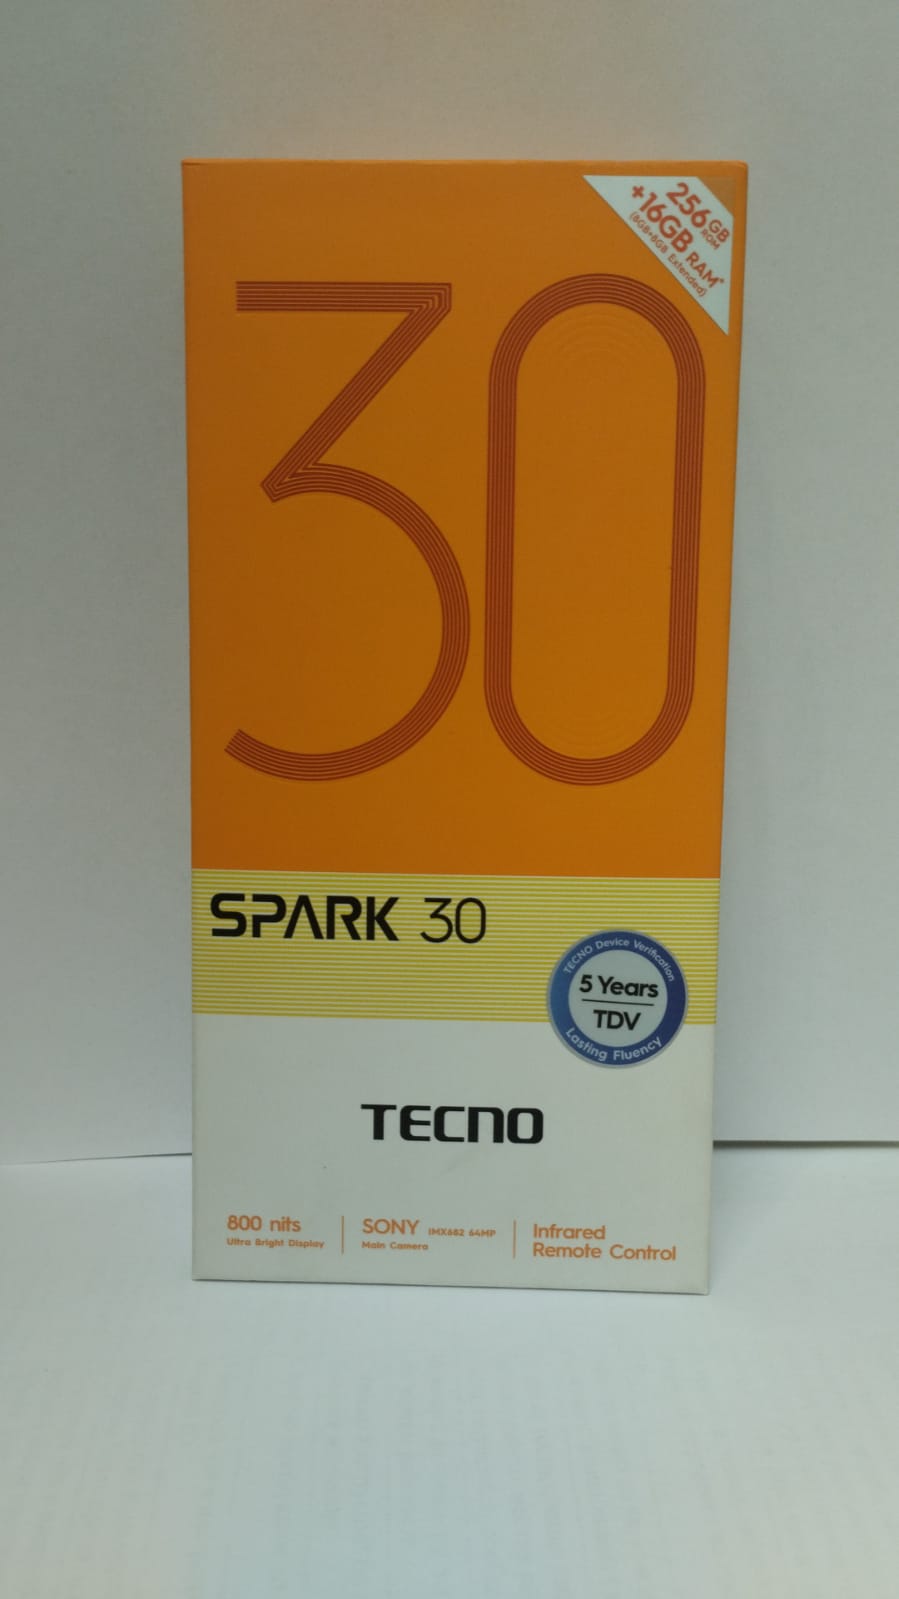 256GB
ROM
+16GB RAM*
(8GB+8GB Extended)
30
SPARK 30
TECNO Device Verification
5 Years
TDV
Lasting Fluency
TECNO
800 nits
Ultra Bright Display
SONY IMX682 64MP
Main Camera
Infrared
Remote Control